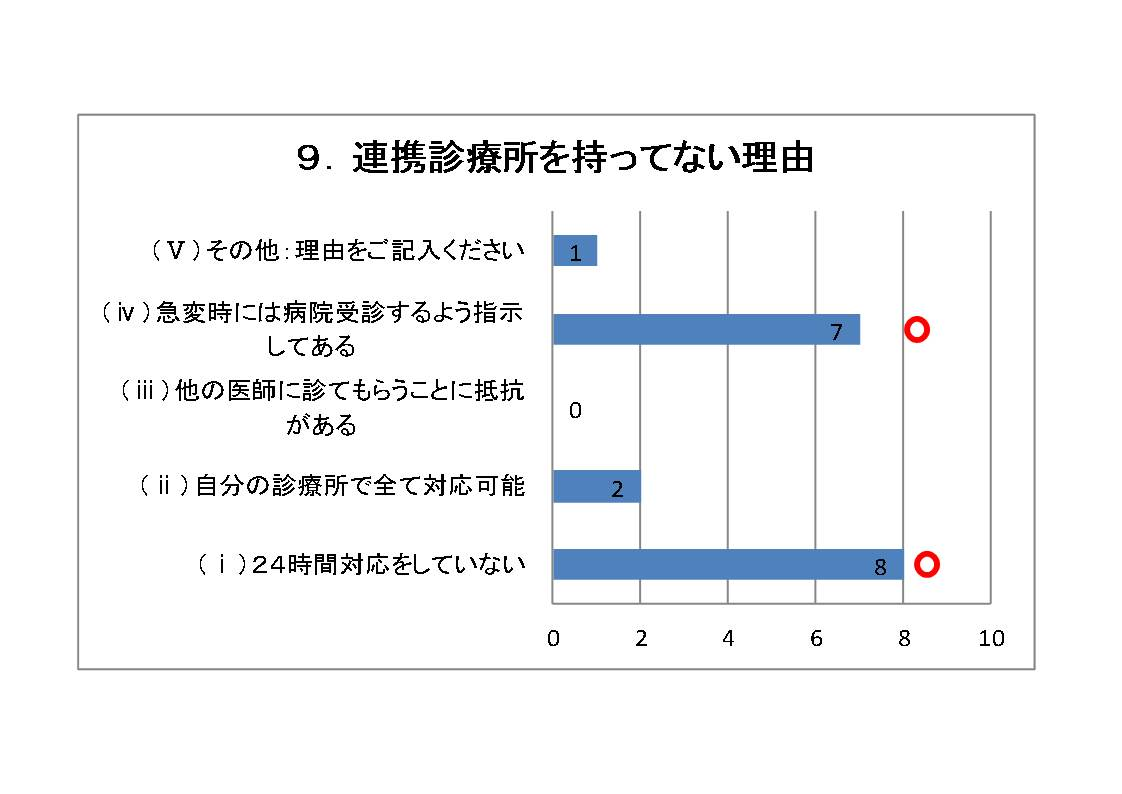 ９．連携診療所を持ってない理由
（Ⅴ）その他：理由をご記入ください
1
（ⅳ）急変時には病院受診するよう指示
してある
7
（ⅲ）他の医師に診てもらうことに抵抗
がある
0
（ⅱ）自分の診療所で全て対応可能
2
（ⅰ）２４時間対応をしていない
8
0 2 4 6 8 10